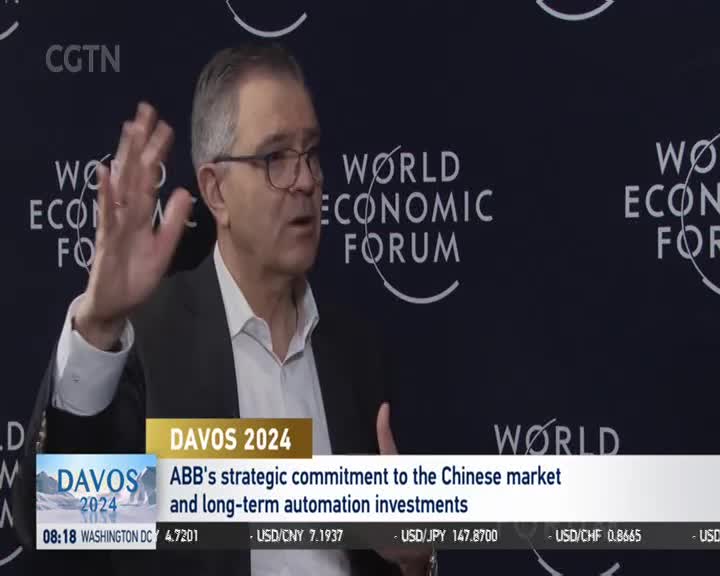 CGTN
WORLD
ECONOMIC
FORUM
WORLD
ECONOMIC
FORUM
WORLD
DAVOS 2024
ABB's strategic commitment to the Chinese market
and long-term automation investments
DAVOS
2024
08:18 WASHINGTON DC 4.7201 - USD/CNY 7.1937 - USD/JPY 147.8700 - USD/CHF 0.8665 - USD